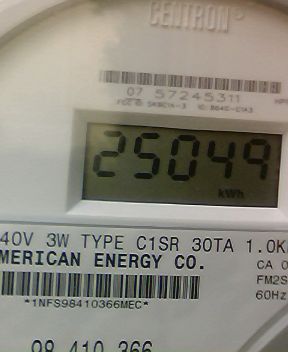 CENTRON®
07 57245311
25049
kWh
40V 3W TYPE C1SR 30TA 1.0K
MERICAN ENERGY CO.
CA 0
FM2S
60Hz
*1NFS98410366MEC*
98 410 366